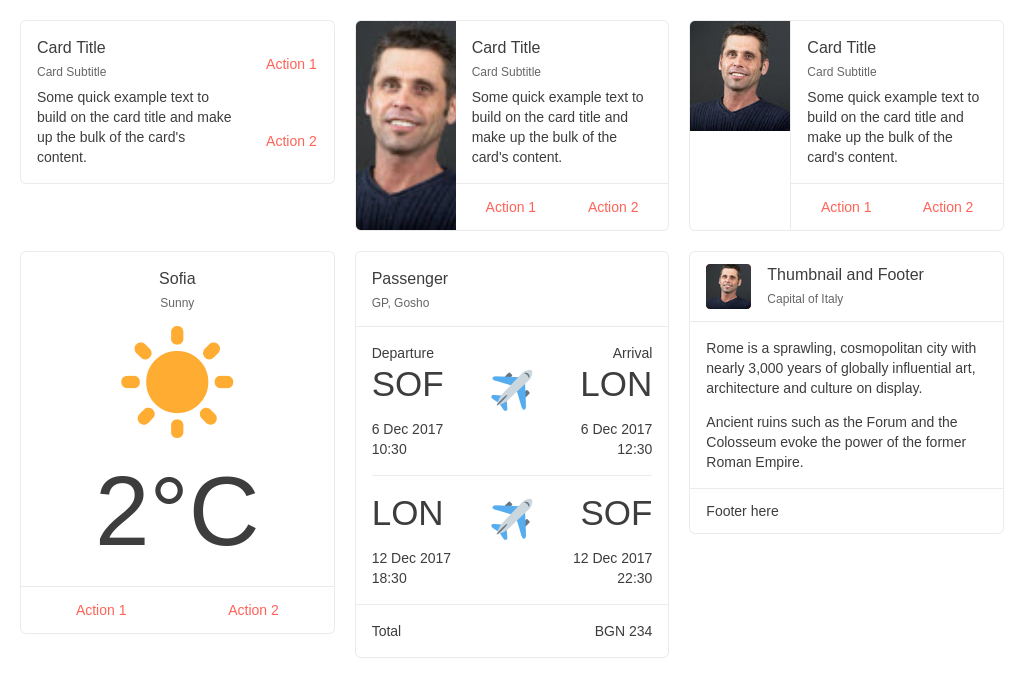 Card Title
Card Subtitle
Some quick example text to
build on the card title and make
up the bulk of the card's
content.
Action 1
Action 2
Card Title
Card Subtitle
Some quick example text to
build on the card title and
make up the bulk of the
card's content.
Action 1 Action 2
Card Title
Card Subtitle
Some quick example text to
build on the card title and
make up the bulk of the
card's content.
Action 1 Action 2
Sofia
Sunny
2°C
Action 1 Action 2
Passenger
GP, Gosho
Departure Arrival
SOF LON
6 Dec 2017 6 Dec 2017
10:30 12:30
LON SOF
12 Dec 2017 12 Dec 2017
18:30 22:30
Total BGN 234
Thumbnail and Footer
Capital of Italy
Rome is a sprawling, cosmopolitan city with
nearly 3,000 years of globally influential art,
architecture and culture on display.
Ancient ruins such as the Forum and the
Colosseum evoke the power of the former
Roman Empire.
Footer here